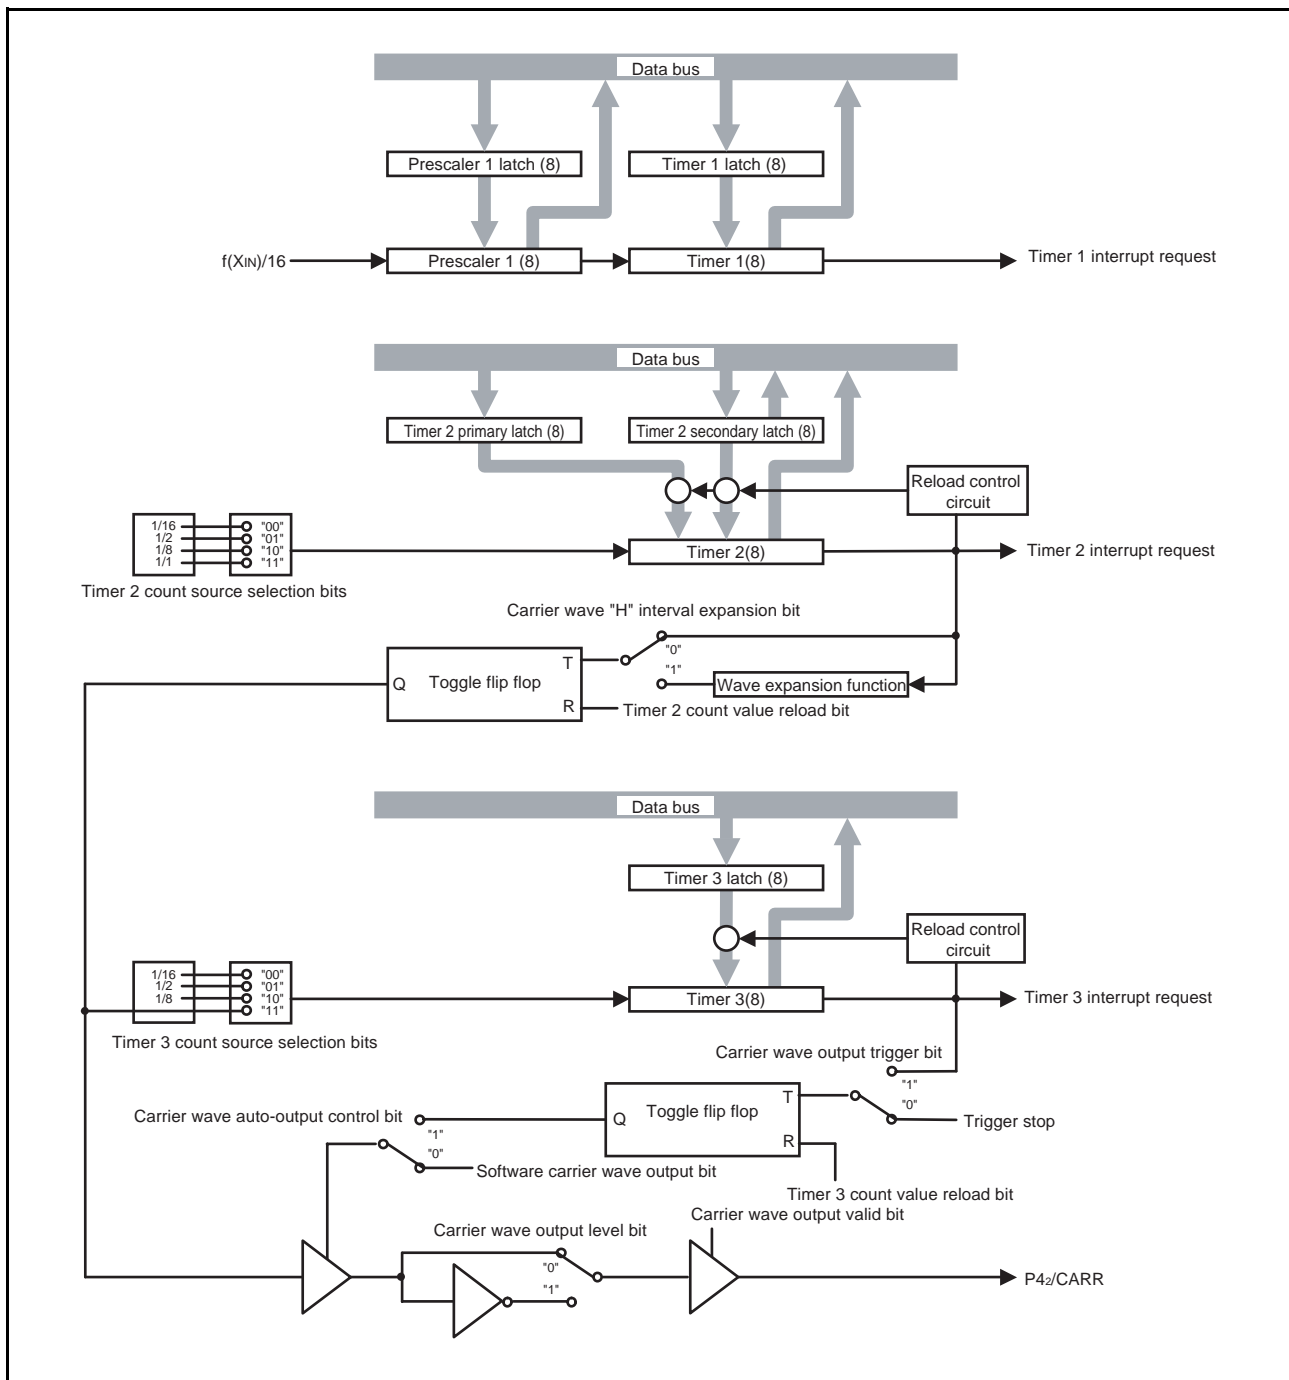 Data bus
Prescaler 1 latch (8)
Timer 1 latch (8)
f(XIN)/16
Prescaler 1 (8)
Timer 1(8)
Timer 1 interrupt request
Data bus
Timer 2 primary latch (8)
Timer 2 secondary latch (8)
Reload control
circuit
1/16
1/2
1/8
1/1
"00"
"01"
"10"
"11"
Timer 2(8)
Timer 2 interrupt request
Timer 2 count source selection bits
Carrier wave "H" interval expansion bit
"0"
"1"
T
Q
Toggle flip flop
R
Wave expansion function
Timer 2 count value reload bit
Data bus
Timer 3 latch (8)
Reload control
circuit
1/16
1/2
1/8
"00"
"01"
"10"
"11"
Timer 3(8)
Timer 3 interrupt request
Timer 3 count source selection bits
Carrier wave output trigger bit
"1"
"0"
Trigger stop
T
Q
Toggle flip flop
R
Carrier wave auto-output control bit
"1"
"0"
Software carrier wave output bit
Timer 3 count value reload bit
Carrier wave output valid bit
Carrier wave output level bit
"0"
"1"
P42/CARR